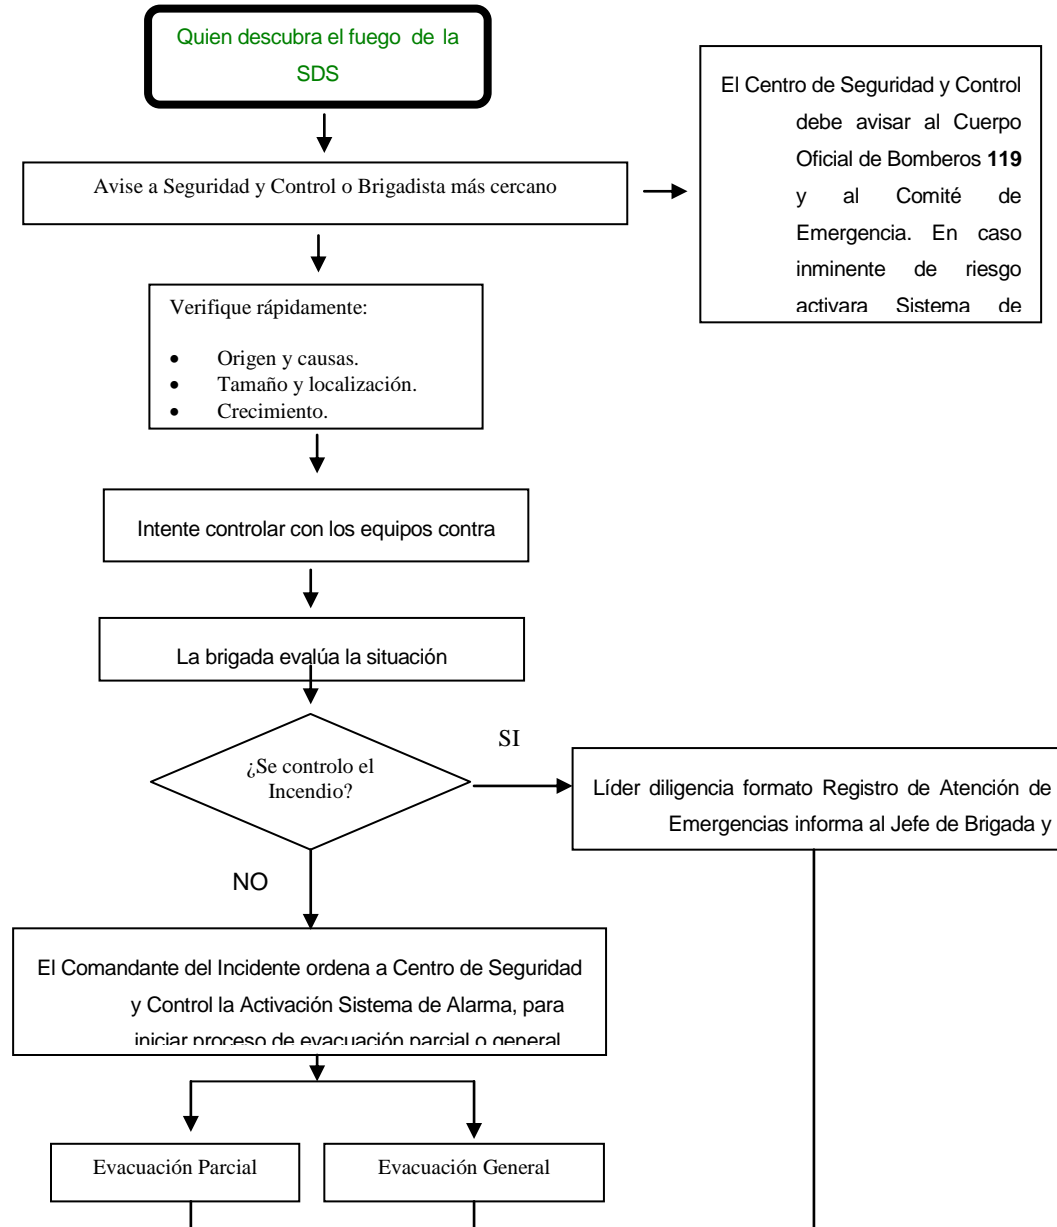 Quien descubra el fuego de la
SDS
Avise a Seguridad y Control o Brigadista más cercano
El Centro de Seguridad y Control
debe avisar al Cuerpo
Oficial de Bomberos 119
y al Comité de
Emergencia. En caso
inminente de riesgo
activara Sistema de
Verifique rápidamente:
• Origen y causas.
• Tamaño y localización.
• Crecimiento.
Intente controlar con los equipos contra
La brigada evalúa la situación
¿Se controlo el
Incendio?
SI
Líder diligencia formato Registro de Atención de
Emergencias informa al Jefe de Brigada y
NO
El Comandante del Incidente ordena a Centro de Seguridad
y Control la Activación Sistema de Alarma, para
iniciar proceso de evacuación parcial o general
Evacuación Parcial
Evacuación General